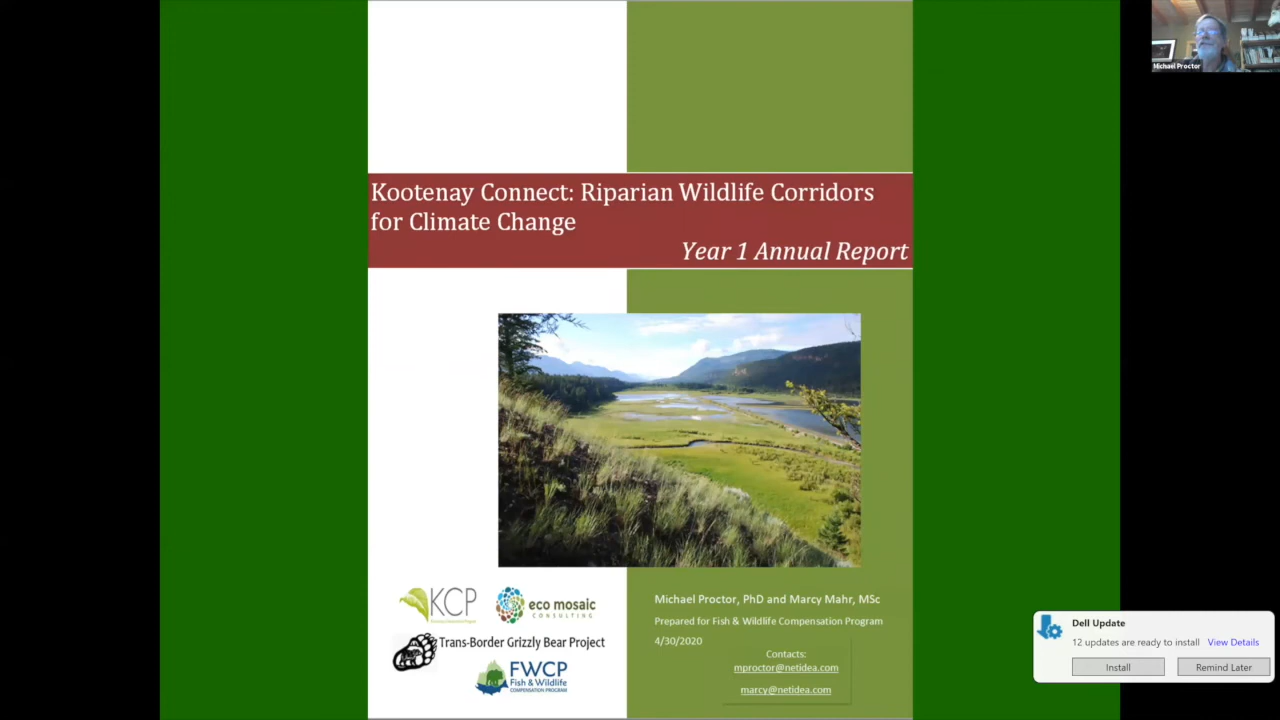 Michael Proctor
Kootenay Connect: Riparian Wildlife Corridors
for Climate Change
Year 1 Annual Report
KCP
eco mosaic
CONSULTING
Trans-Border Grizzly Bear Project
FWCP
Fish & Wildlife
COMPENSATION PROGRAM
Michael Proctor, PhD and Marcy Mahr, MSc
Prepared for Fish & Wildlife Compensation Program
4/30/2020
Contacts:
mproctor@netidea.com
marcy@netidea.com
Dell Update
12 updates are ready to install View Details
Install Remind Later